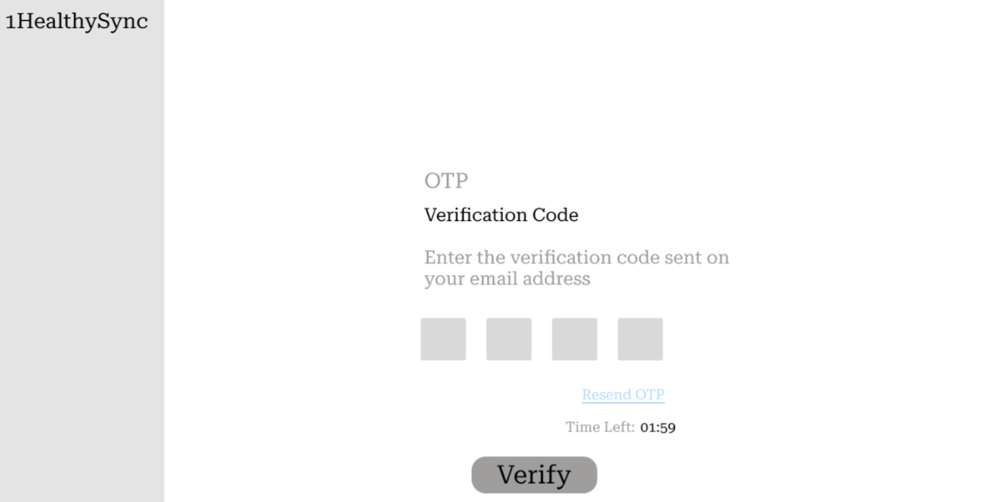 1HealthySync
OTP
Verification Code
Enter the verification code sent on
your email address
Resend OTP
Time Left: 01:59
Verify